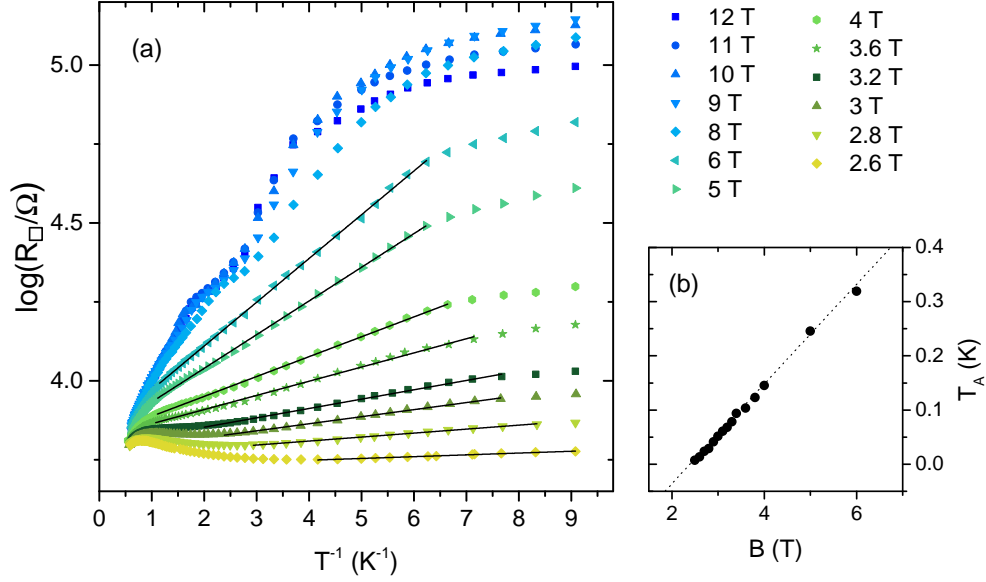 (a)
log(R□/Ω)
5.0
4.5
4.0
0 1 2 3 4 5 6 7 8 9
T⁻¹ (K⁻¹)
12 T
11 T
10 T
9 T
8 T
6 T
5 T
4 T
3.6 T
3.2 T
3 T
2.8 T
2.6 T
(b)
0.4
0.3
0.2
0.1
0.0
T_A (K)
2 4 6
B (T)